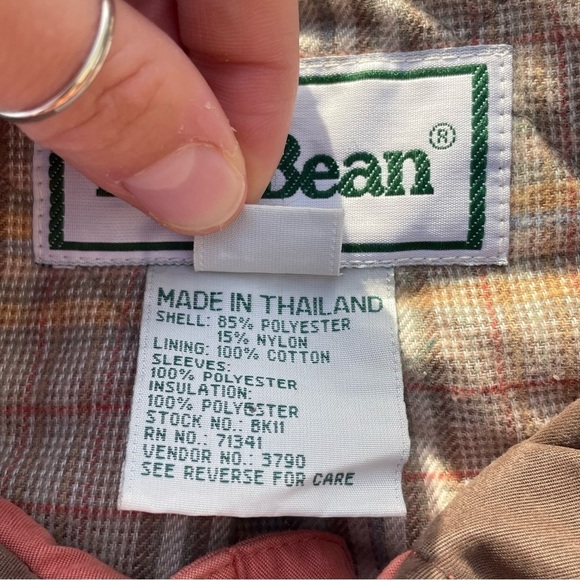 Bean®
MADE IN THAILAND
SHELL: 85% POLYESTER
15% NYLON
LINING: 100% COTTON
SLEEVES:
100% POLYESTER
INSULATION:
100% POLYESTER
STOCK NO.: BK11
RN NO.: 71341
VENDOR NO.: 3790
SEE REVERSE FOR CARE